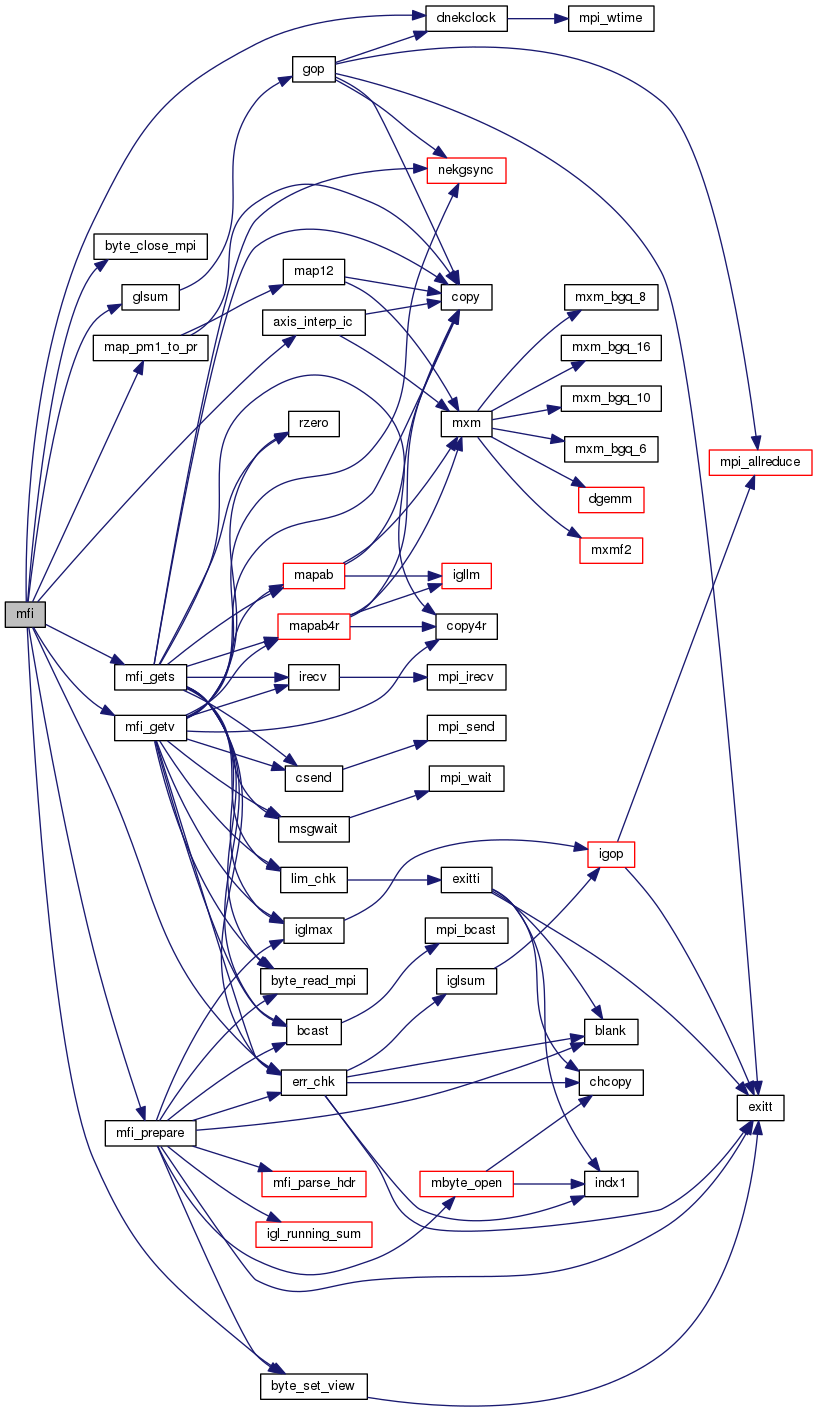 dnekclock
mpi_wtime
gop
nekgsync
byte_close_mpi
map12
glsum
copy
mxm_bgq_8
axis_interp_ic
map_pm1_to_pr
mxm_bgq_16
mxm_bgq_10
rzero
mxm
mxm_bgq_6
mpi_allreduce
dgemm
mxmf2
mapab
igllm
mfi
mapab4r
copy4r
mfi_gets
irecv
mpi_irecv
mfi_getv
mpi_send
csend
mpi_wait
msgwait
igop
lim_chk
exitti
iglmax
mpi_bcast
byte_read_mpi
iglsum
bcast
blank
err_chk
chcopy
exitt
mfi_prepare
mfi_parse_hdr
mbyte_open
indx1
igl_running_sum
byte_set_view